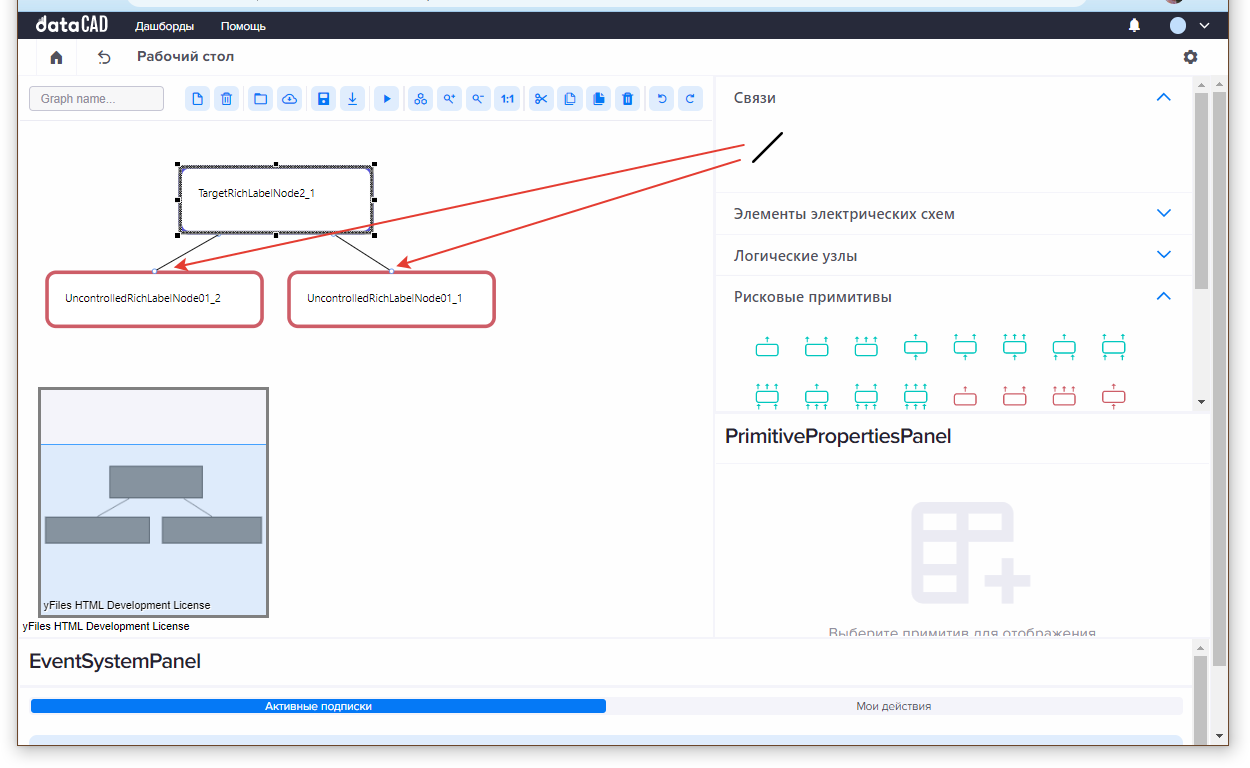 dataCAD Дашборды Помощь
Рабочий стол
Graph name...
1:1
Связи
TargetRichLabelNode2_1
Элементы электрических схем
Логические узлы
UncontrolledRichLabelNode01_2
UncontrolledRichLabelNode01_1
Рисковые примитивы
PrimitivePropertiesPanel
yFiles HTML Development License
yFiles HTML Development License
Выберите примитив для отображения
EventSystemPanel
Активные подписки
Мои действия